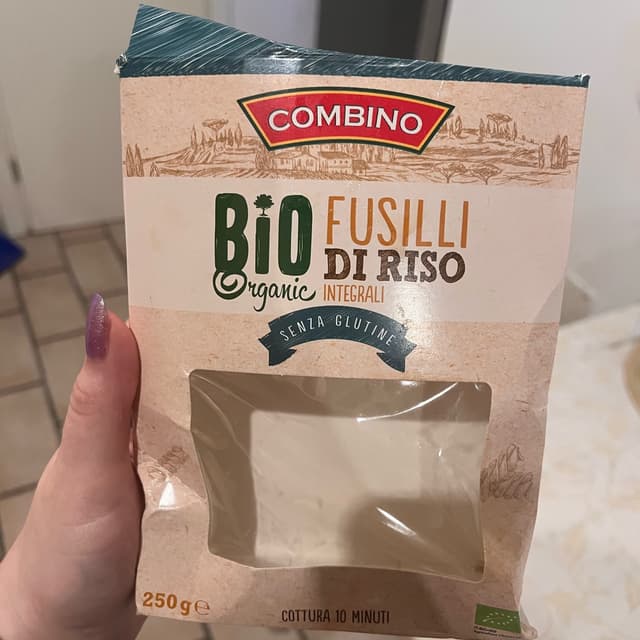 COMBINO
BiO
Organic
FUSILLI
DI RISO
INTEGRALI
SENZA GLUTINE
250g℮
COTTURA 10 MINUTI